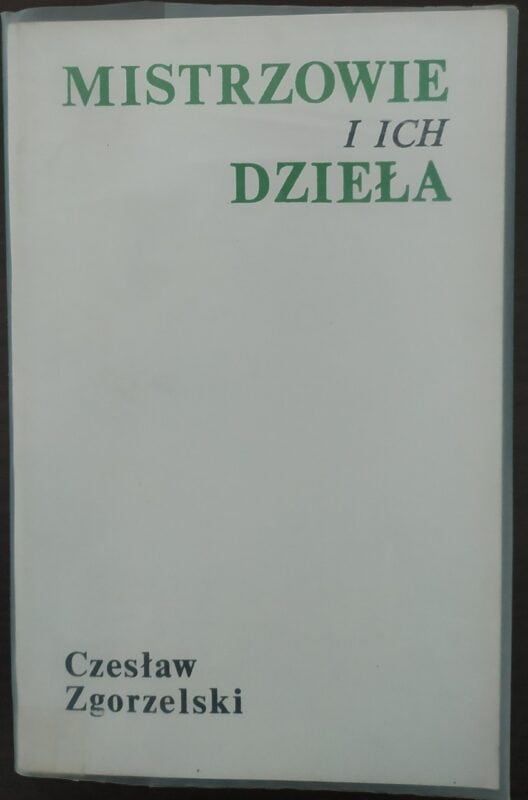 MISTRZOWIE
I ICH
DZIEŁA
Czesław
Zgorzelski